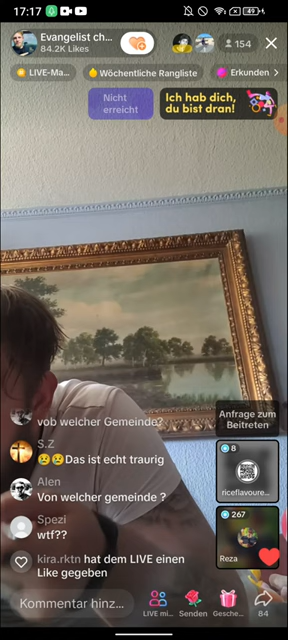 17:17
49
Evangelist ch...
84.2K Likes
154
LIVE-Ma...
Wöchentliche Rangliste
Erkunden >
Nicht
erreicht
Ich hab dich,
du bist dran!
Anfrage zum
Beitreten
vob welcher Gemeinde?
8
S.Z
😢😢Das ist echt traurig
riceflavoure...
Alen
Von welcher gemeinde ?
267
Spezi
wtf??
Reza
kira.rktn hat dem LIVE einen
Like gegeben
Kommentar hinz...
LIVE mi...
Senden
Gesche...
84